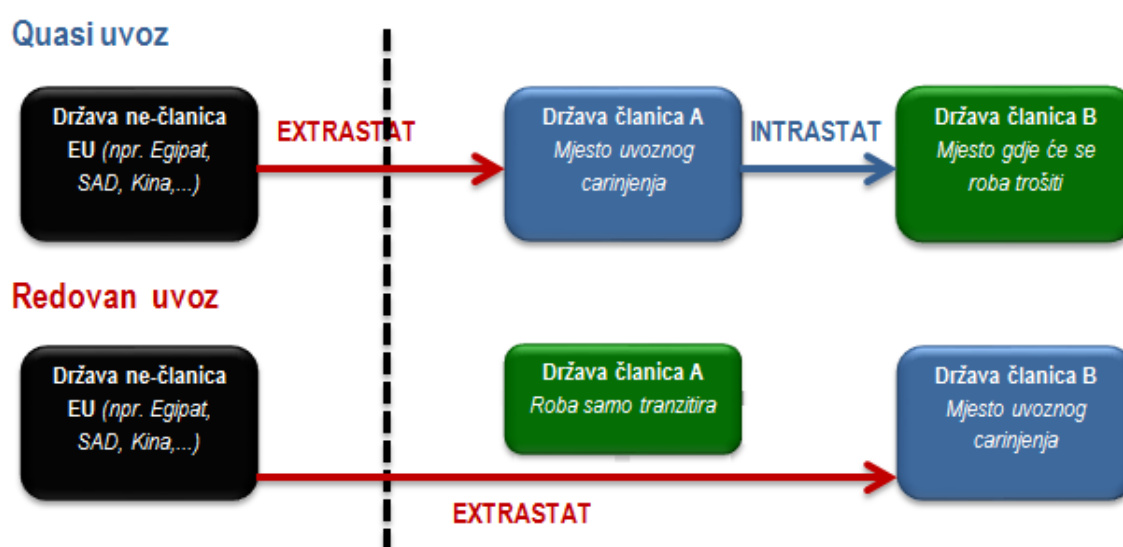 Quasi uvoz
Država ne-članica
EU (npr. Egipat,
SAD, Kina,...)
EXTRASTAT
Država članica A
Mjesto uvoznog
carinjenja
INTRASTAT
Država članica B
Mjesto gdje će se
roba trošiti
Redovan uvoz
Država ne-članica
EU (npr. Egipat,
SAD, Kina,...)
Država članica A
Roba samo tranzitira
Država članica B
Mjesto uvoznog
carinjenja
EXTRASTAT